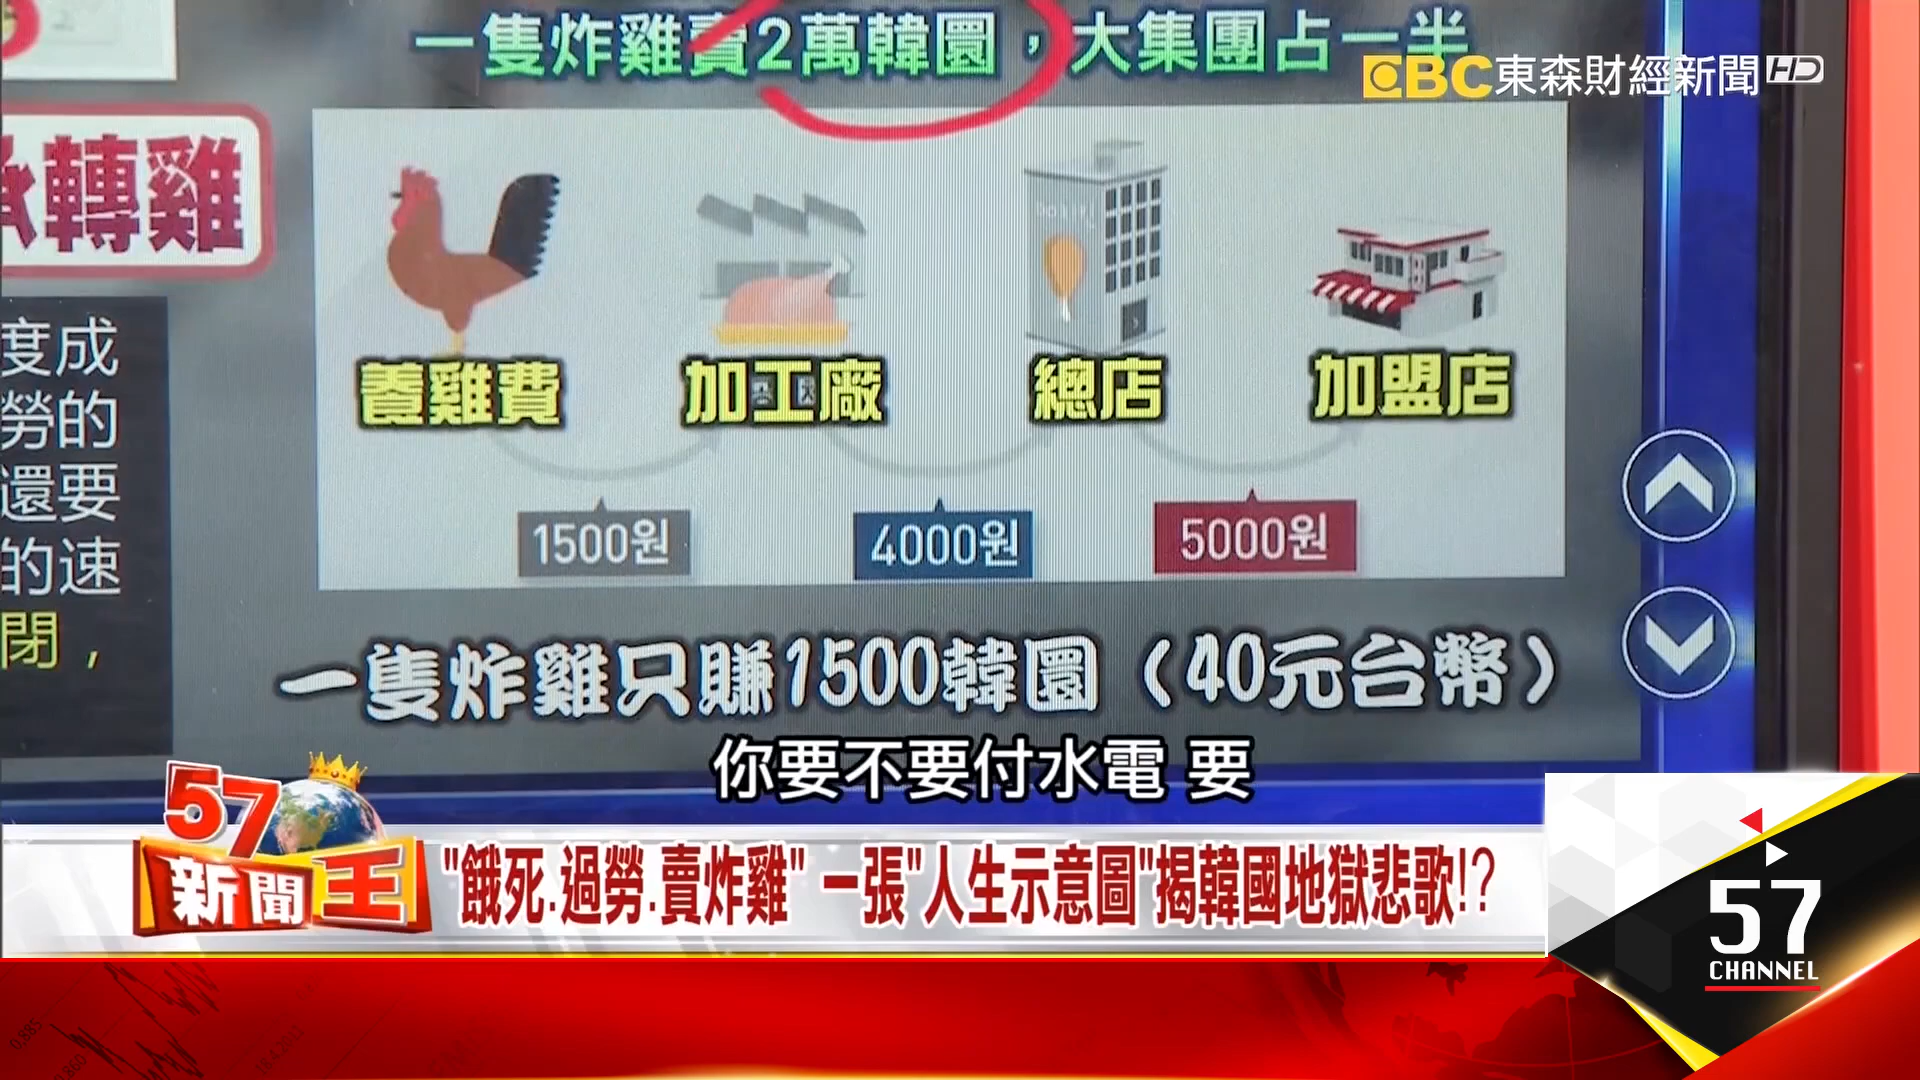 一隻炸雞賣2萬韓圜，大集團占一半
EBC東森財經新聞HD
承轉雞
度成
勞的
還要
的速
閉，
養雞費
加工廠
總店
加盟店
1500원
4000원
5000원
一隻炸雞只賺1500韓圜（40元台幣）
你要不要付水電 要
57
新聞王
"餓死.過勞.賣炸雞" 一張"人生示意圖"揭韓國地獄悲歌!?
57
CHANNEL